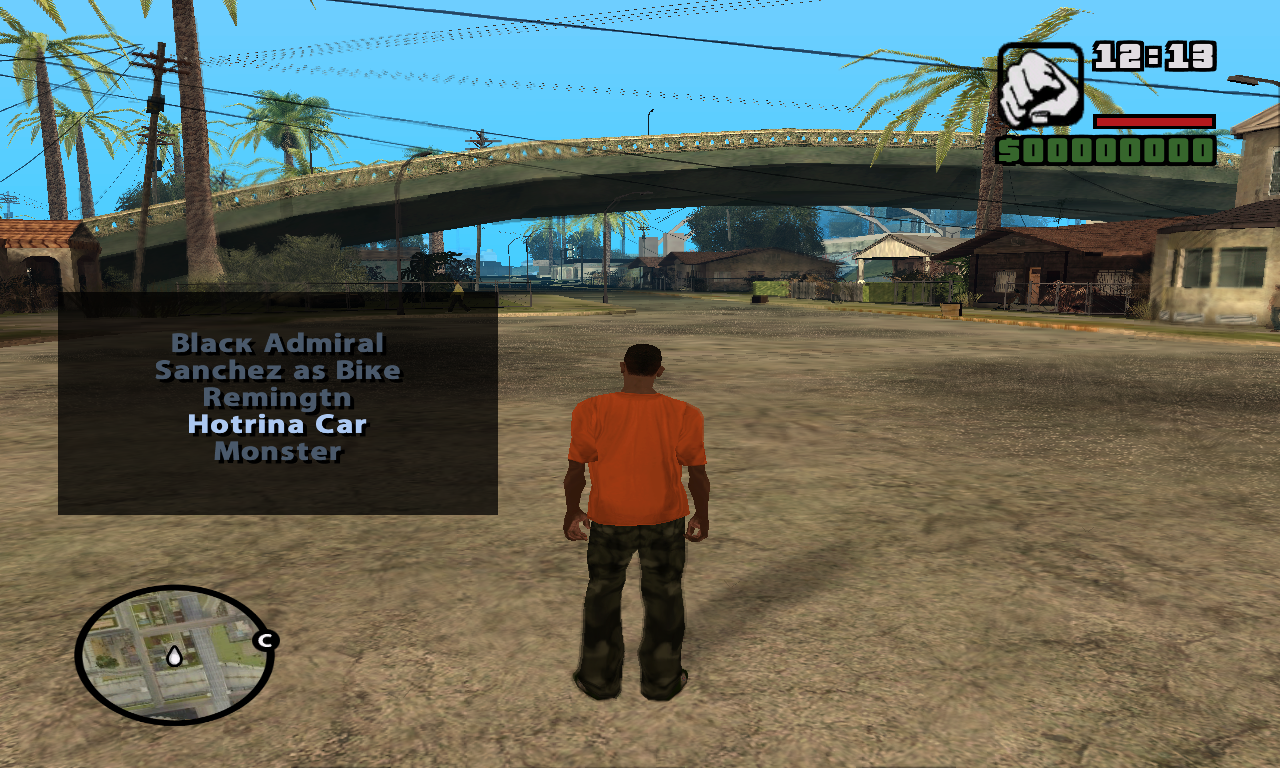 12:13
$00000000
Black Admiral
Sanchez as Bike
Remingtn
Hotrina Car
Monster
C